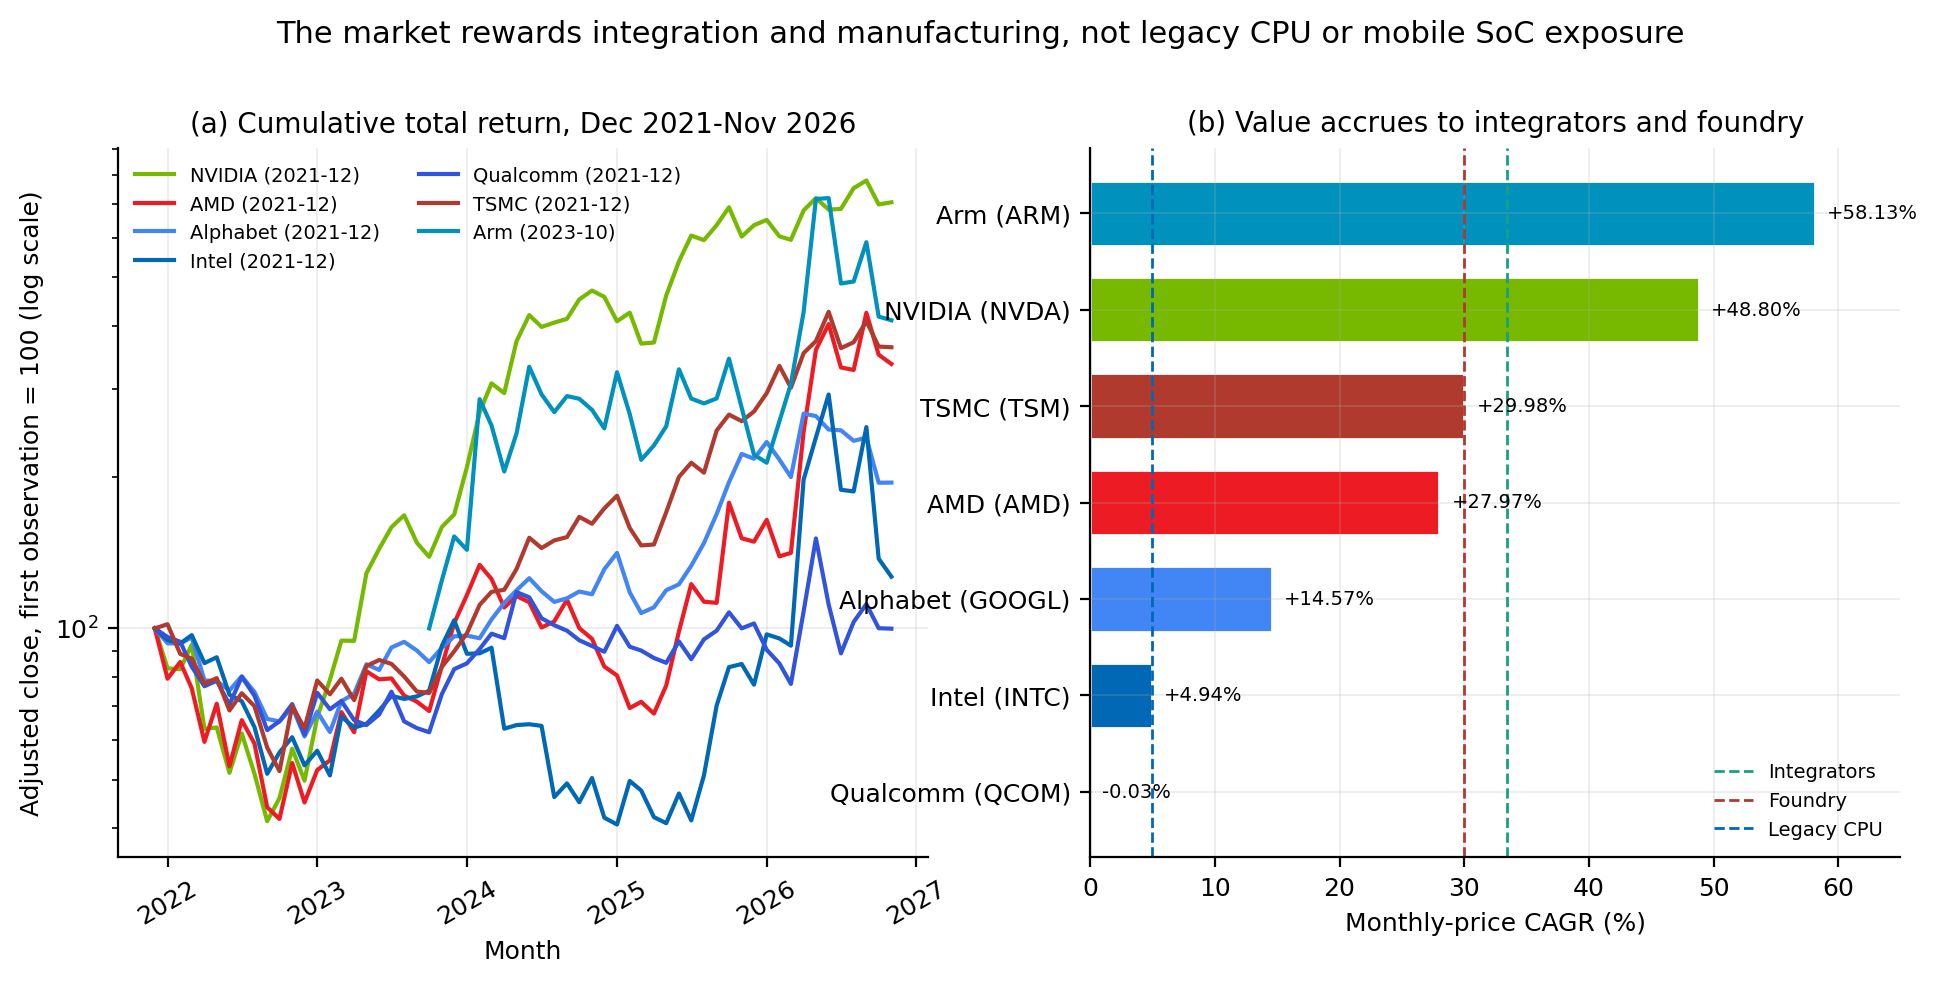 The market rewards integration and manufacturing, not legacy CPU or mobile SoC exposure
(a) Cumulative total return, Dec 2021-Nov 2026
Adjusted close, first observation = 100 (log scale)
10²
NVIDIA (2021-12)
AMD (2021-12)
Alphabet (2021-12)
Intel (2021-12)
Qualcomm (2021-12)
TSMC (2021-12)
Arm (2023-10)
2022
2023
2024
2025
2026
2027
Month
(b) Value accrues to integrators and foundry
Arm (ARM)
+58.13%
NVIDIA (NVDA)
+48.80%
TSMC (TSM)
+29.98%
AMD (AMD)
+27.97%
Alphabet (GOOGL)
+14.57%
Intel (INTC)
+4.94%
Qualcomm (QCOM)
-0.03%
Integrators
Foundry
Legacy CPU
0
10
20
30
40
50
60
Monthly-price CAGR (%)